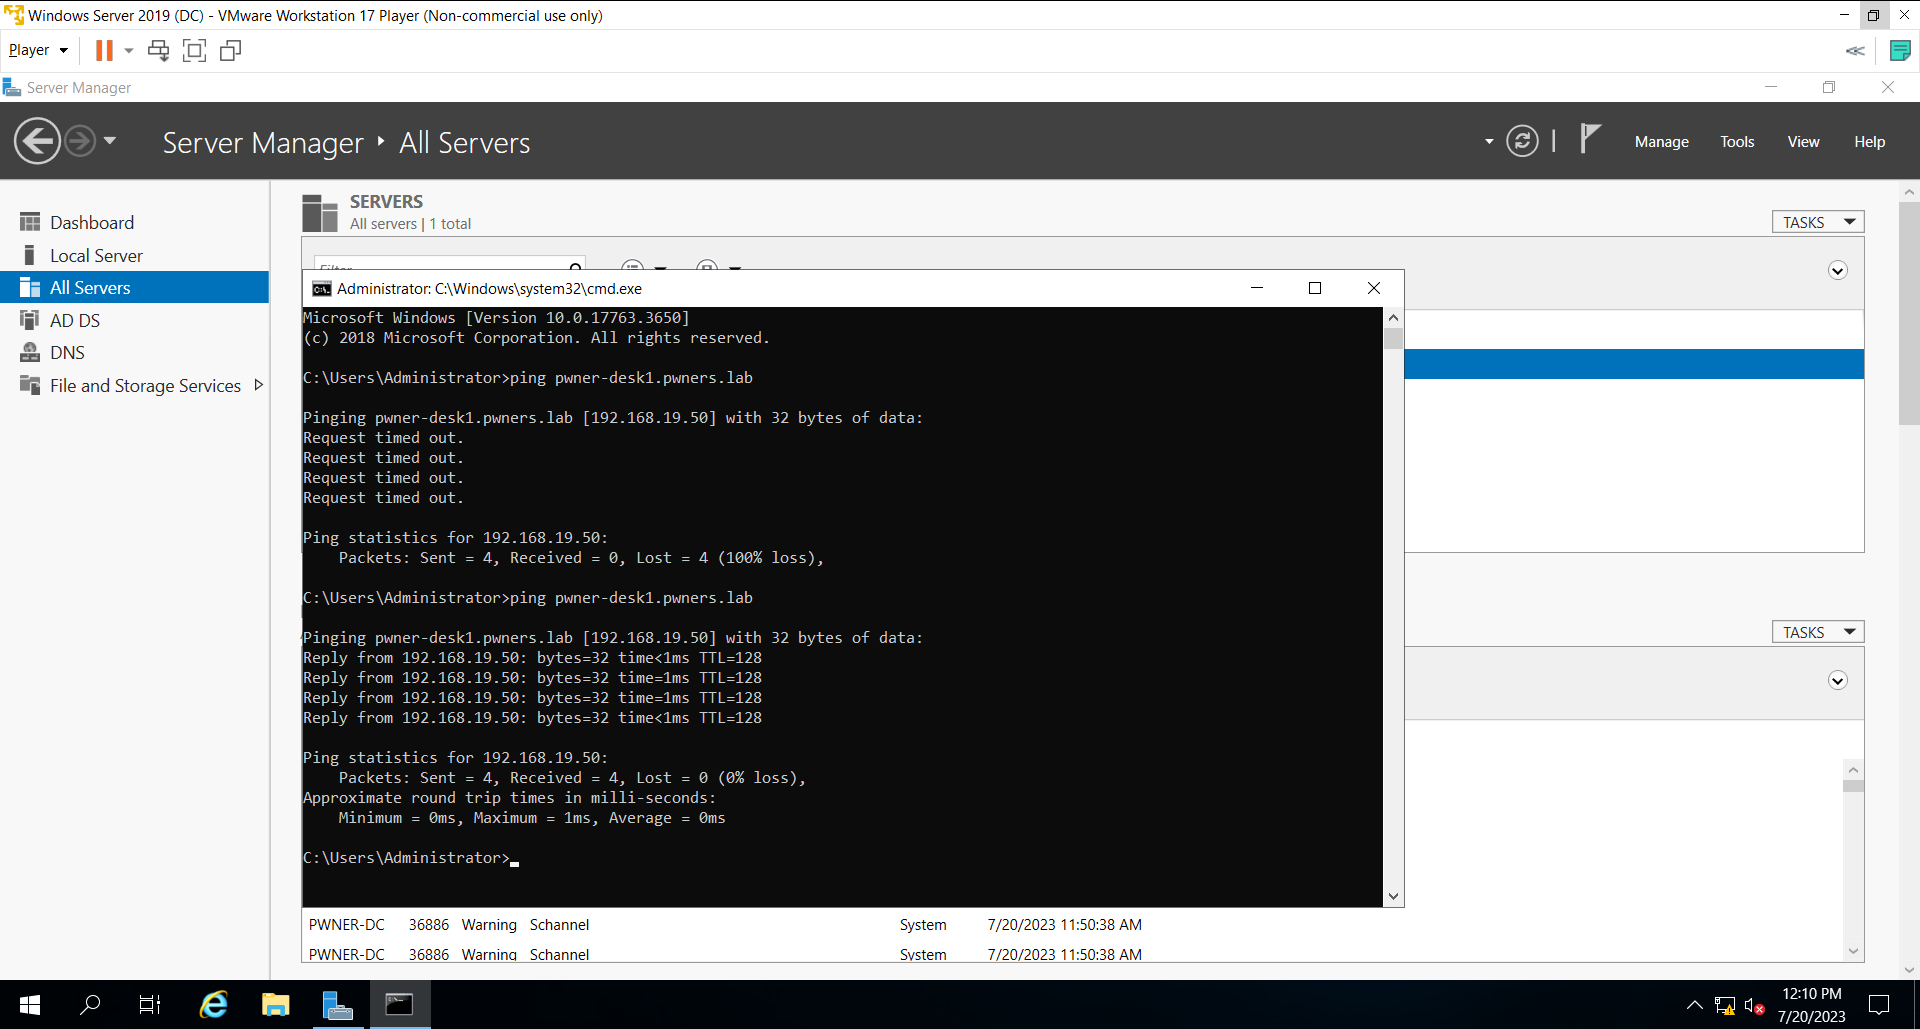 Windows Server 2019 (DC) - VMware Workstation 17 Player (Non-commercial use only)
Player
Server Manager
Server Manager All Servers
Manage Tools View Help
Dashboard
Local Server
All Servers
AD DS
DNS
File and Storage Services
SERVERS
All servers | 1 total
TASKS
Filter
Administrator: C:\Windows\system32\cmd.exe
Microsoft Windows [Version 10.0.17763.3650]
(c) 2018 Microsoft Corporation. All rights reserved.
C:\Users\Administrator>ping pwner-desk1.pwners.lab
Pinging pwner-desk1.pwners.lab [192.168.19.50] with 32 bytes of data:
Request timed out.
Request timed out.
Request timed out.
Request timed out.
Ping statistics for 192.168.19.50:
    Packets: Sent = 4, Received = 0, Lost = 4 (100% loss),
C:\Users\Administrator>ping pwner-desk1.pwners.lab
Pinging pwner-desk1.pwners.lab [192.168.19.50] with 32 bytes of data:
Reply from 192.168.19.50: bytes=32 time<1ms TTL=128
Reply from 192.168.19.50: bytes=32 time=1ms TTL=128
Reply from 192.168.19.50: bytes=32 time=1ms TTL=128
Reply from 192.168.19.50: bytes=32 time<1ms TTL=128
Ping statistics for 192.168.19.50:
    Packets: Sent = 4, Received = 4, Lost = 0 (0% loss),
Approximate round trip times in milli-seconds:
    Minimum = 0ms, Maximum = 1ms, Average = 0ms
C:\Users\Administrator>
TASKS
PWNER-DC 36886 Warning Schannel System 7/20/2023 11:50:38 AM
PWNER-DC 36886 Warning Schannel System 7/20/2023 11:50:38 AM
12:10 PM
7/20/2023